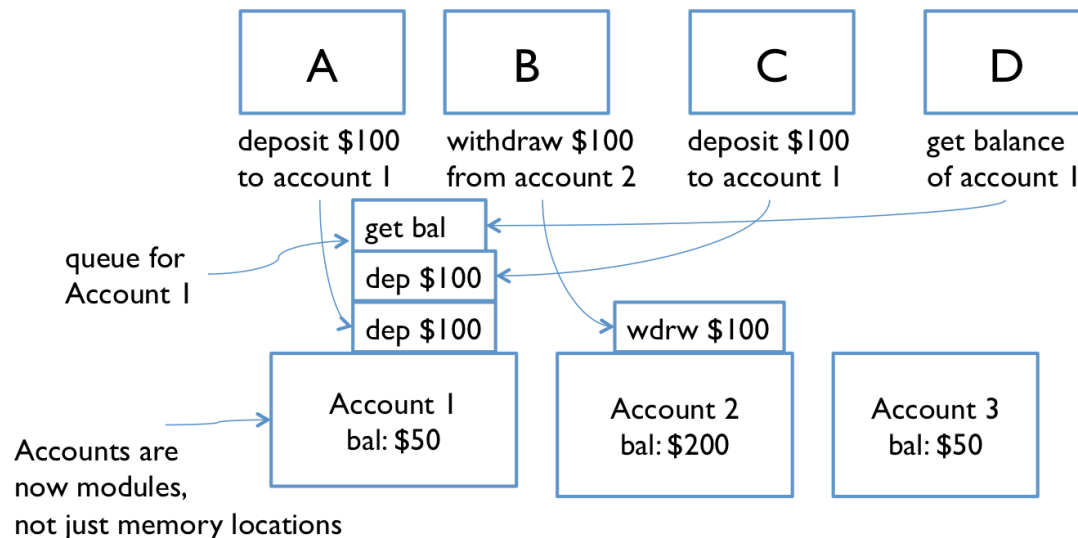 A
B
C
D
deposit $100
to account 1
withdraw $100
from account 2
deposit $100
to account 1
get balance
of account 1
queue for
Account 1
get bal
dep $100
dep $100
wdrw $100
Account 1
bal: $50
Account 2
bal: $200
Account 3
bal: $50
Accounts are
now modules,
not just memory locations